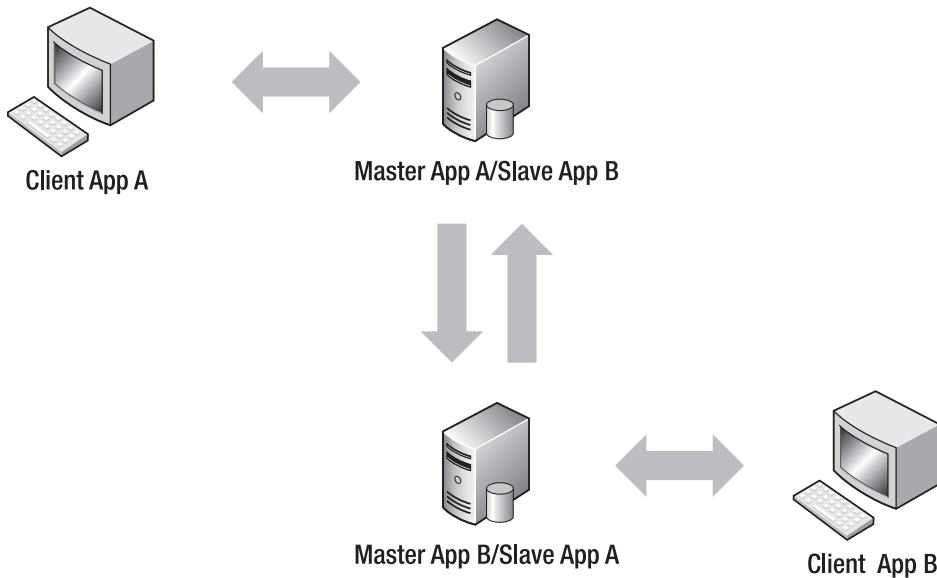 Client App A
Master App A/Slave App B
Master App B/Slave App A
Client App B